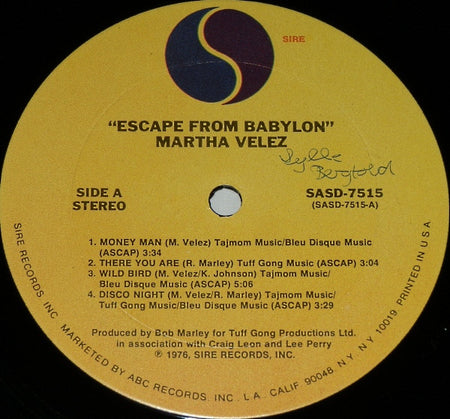 SIRE
"ESCAPE FROM BABYLON"
MARTHA VELEZ
SIDE A
STEREO
SASD-7515
(SASD-7515-A)
1. MONEY MAN (M. Velez) Tajmom Music/Bleu Disque Music
(ASCAP) 3:34
2. THERE YOU ARE (R. Marley) Tuff Gong Music (ASCAP) 3:04
3. WILD BIRD (M. Velez/K. Johnson) Tajmom Music/
Bleu Disque Music (ASCAP) 5:06
4. DISCO NIGHT (M. Velez/R. Marley) Tajmom Music/
Tuff Gong Music/Bleu Disque Music (ASCAP) 3:29
Produced by Bob Marley for Tuff Gong Productions Ltd.
in association with Craig Leon and Lee Perry
℗ 1976, SIRE RECORDS, INC.
SIRE RECORDS, INC. MARKETED BY ABC RECORDS, INC., L.A., CALIF. 90048, N.Y. N.Y. 10019 PRINTED IN U.S.A.